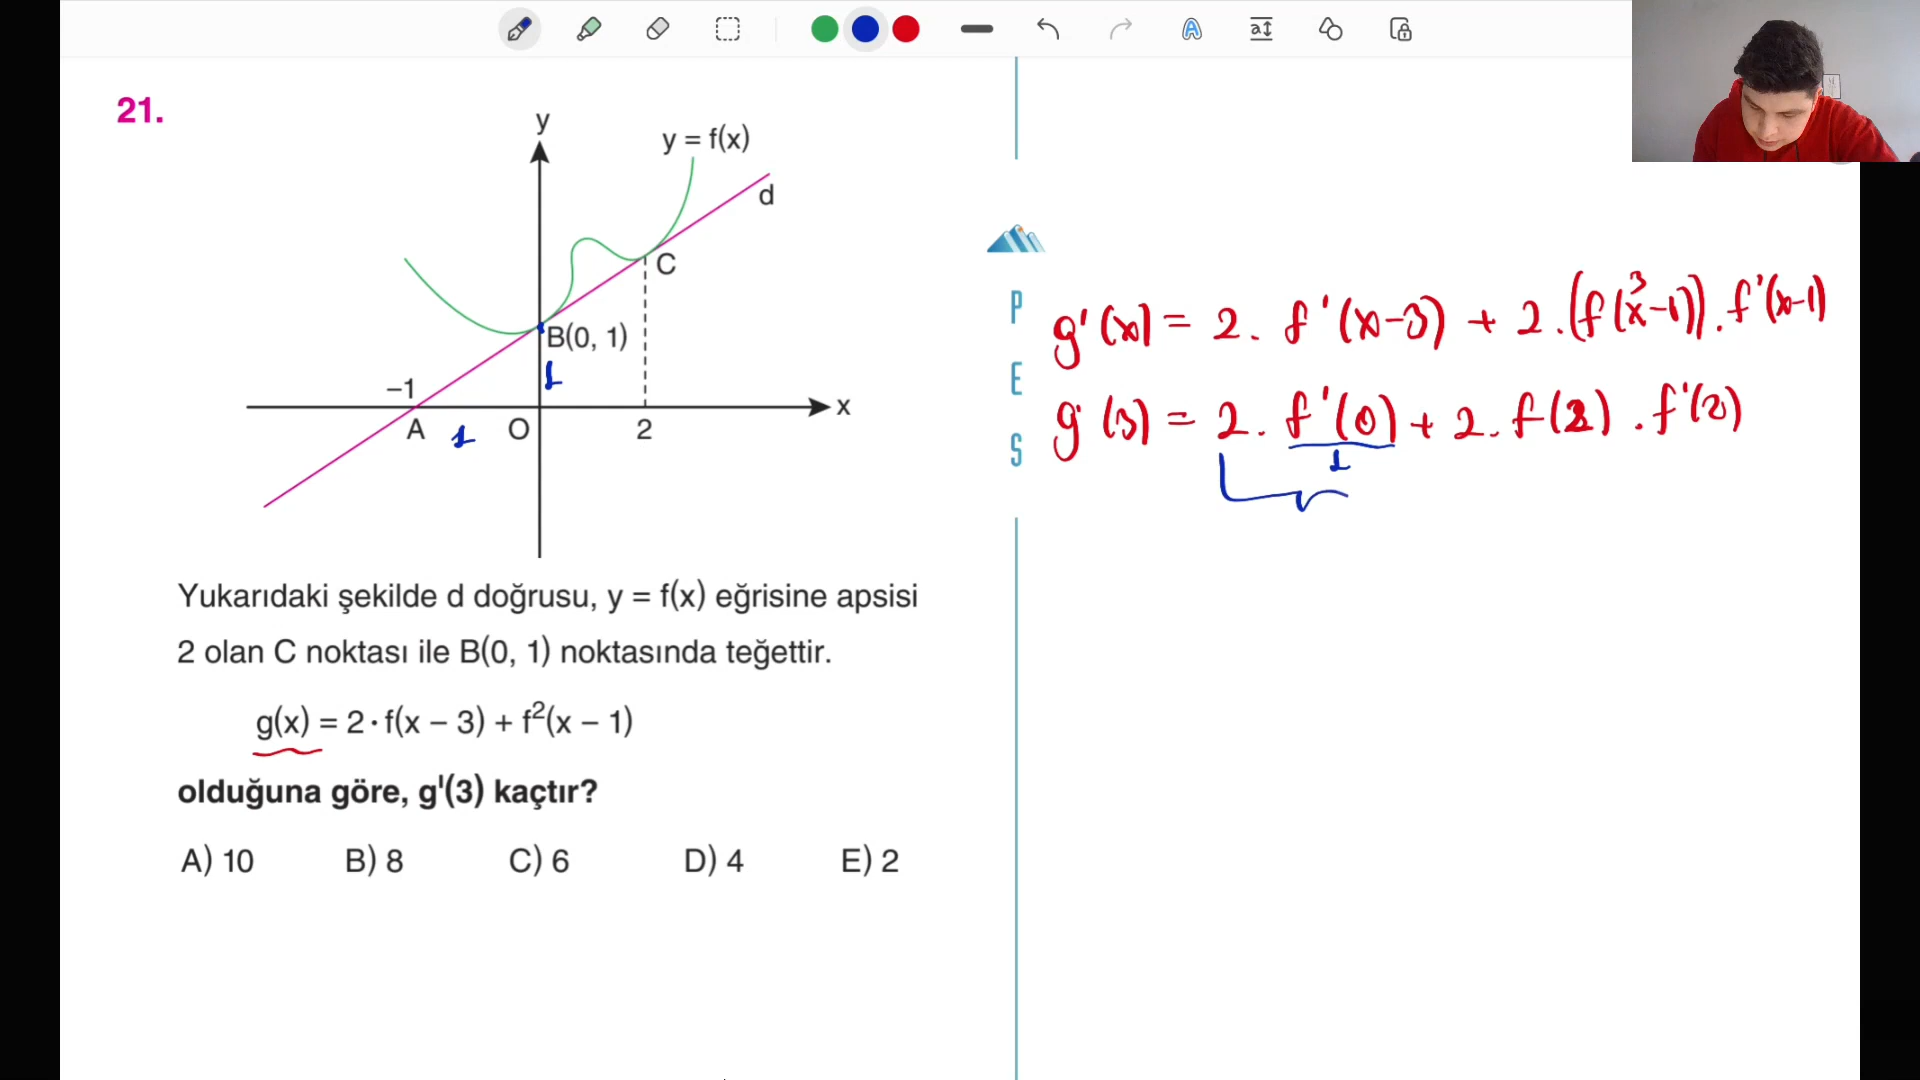 21.
y
y = f(x)
d
C
B(0, 1)
1
−1
x
A
1
O
2
Yukarıdaki şekilde d doğrusu, y = f(x) eğrisine apsisi
2 olan C noktası ile B(0, 1) noktasında teğettir.
g(x) = 2 · f(x − 3) + f²(x − 1)
olduğuna göre, g'(3) kaçtır?
A) 10 B) 8 C) 6 D) 4 E) 2
P
E
S
g'(x) = 2. f'(x-3) + 2.(f(x-1)).f'(x-1)
3
g'(3) = 2. f'(0) + 2. f(2) . f'(2)
1